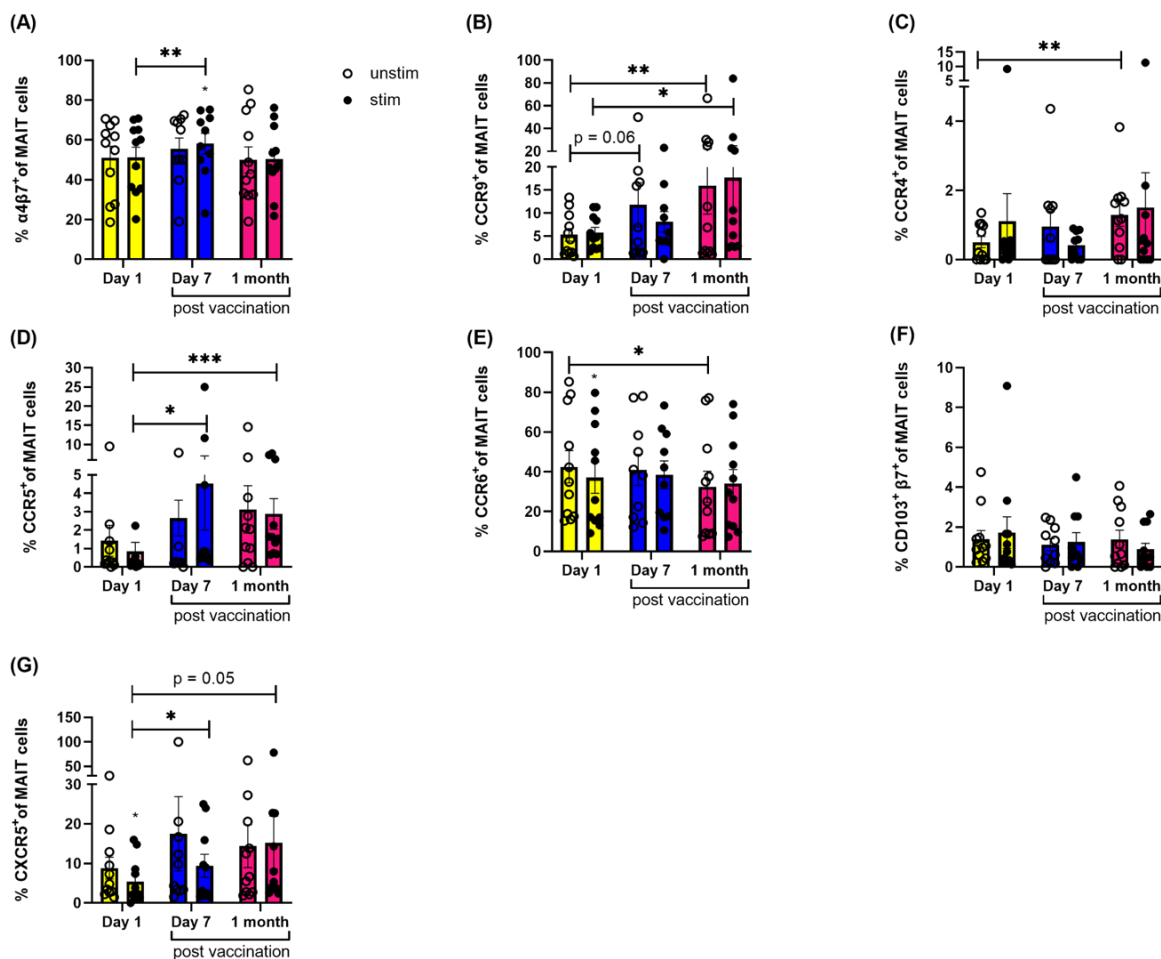 (A)
% α4β7⁺ of MAIT cells
100
80
60
40
20
0
**
*
Day 1 Day 7 1 month
post vaccination
unstim
stim
(B)
% CCR9⁺ of MAIT cells
100
80
60
40
20
20
15
10
5
0
**
*
p = 0.06
Day 1 Day 7 1 month
post vaccination
(C)
% CCR4⁺ of MAIT cells
15
10
5
4
2
0
**
Day 1 Day 7 1 month
post vaccination
(D)
% CCR5⁺ of MAIT cells
30
25
20
15
10
5
5
4
3
2
1
0
***
*
Day 1 Day 7 1 month
post vaccination
(E)
% CCR6⁺ of MAIT cells
100
80
60
40
20
0
*
*
Day 1 Day 7 1 month
post vaccination
(F)
% CD103⁺ β7⁺ of MAIT cells
10
8
6
4
2
0
Day 1 Day 7 1 month
post vaccination
(G)
% CXCR5⁺ of MAIT cells
150
100
50
30
20
10
0
p = 0.05
*
*
Day 1 Day 7 1 month
post vaccination